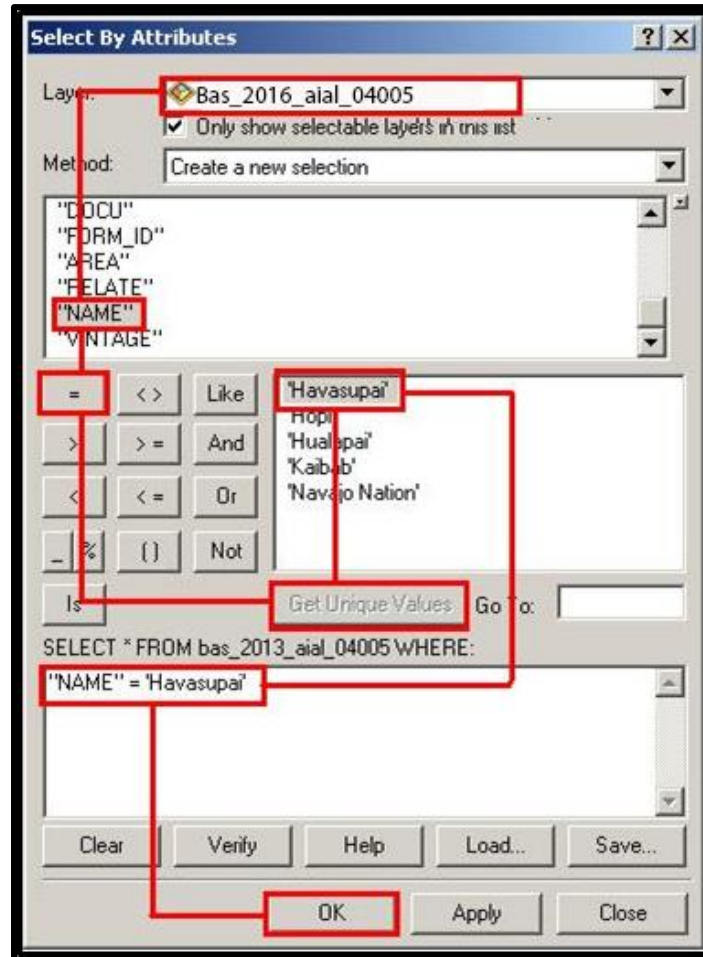 Select By Attributes ? ×
Layer: Bas_2016_aial_04005
Only show selectable layers in this list
Method: Create a new selection
"DOCU"
"FORM_ID"
"AREA"
"RELATE"
"NAME"
"VINTAGE"
= <> Like 'Havasupai'
'Hopi'
> >= And 'Hualapai'
'Kaibab'
< <= Or 'Navajo Nation'
_ % () Not
Is Get Unique Values Go To:
SELECT * FROM bas_2013_aial_04005 WHERE:
"NAME" = 'Havasupai'
Clear Verify Help Load... Save...
OK Apply Close